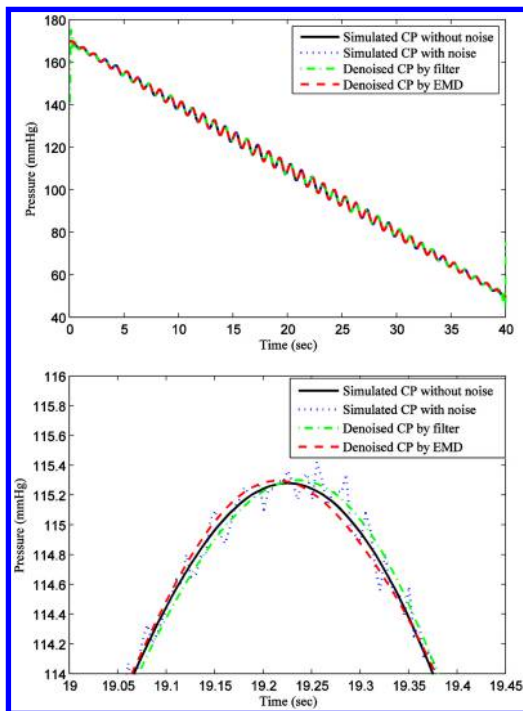 180
160
140
120
100
80
60
40
Pressure (mmHg)
Simulated CP without noise
Simulated CP with noise
Denoised CP by filter
Denoised CP by EMD
0 5 10 15 20 25 30 35 40
Time (sec)
116
115.8
115.6
115.4
115.2
115
114.8
114.6
114.4
114.2
114
Pressure (mmHg)
Simulated CP without noise
Simulated CP with noise
Denoised CP by filter
Denoised CP by EMD
19 19.05 19.1 19.15 19.2 19.25 19.3 19.35 19.4 19.45
Time (sec)